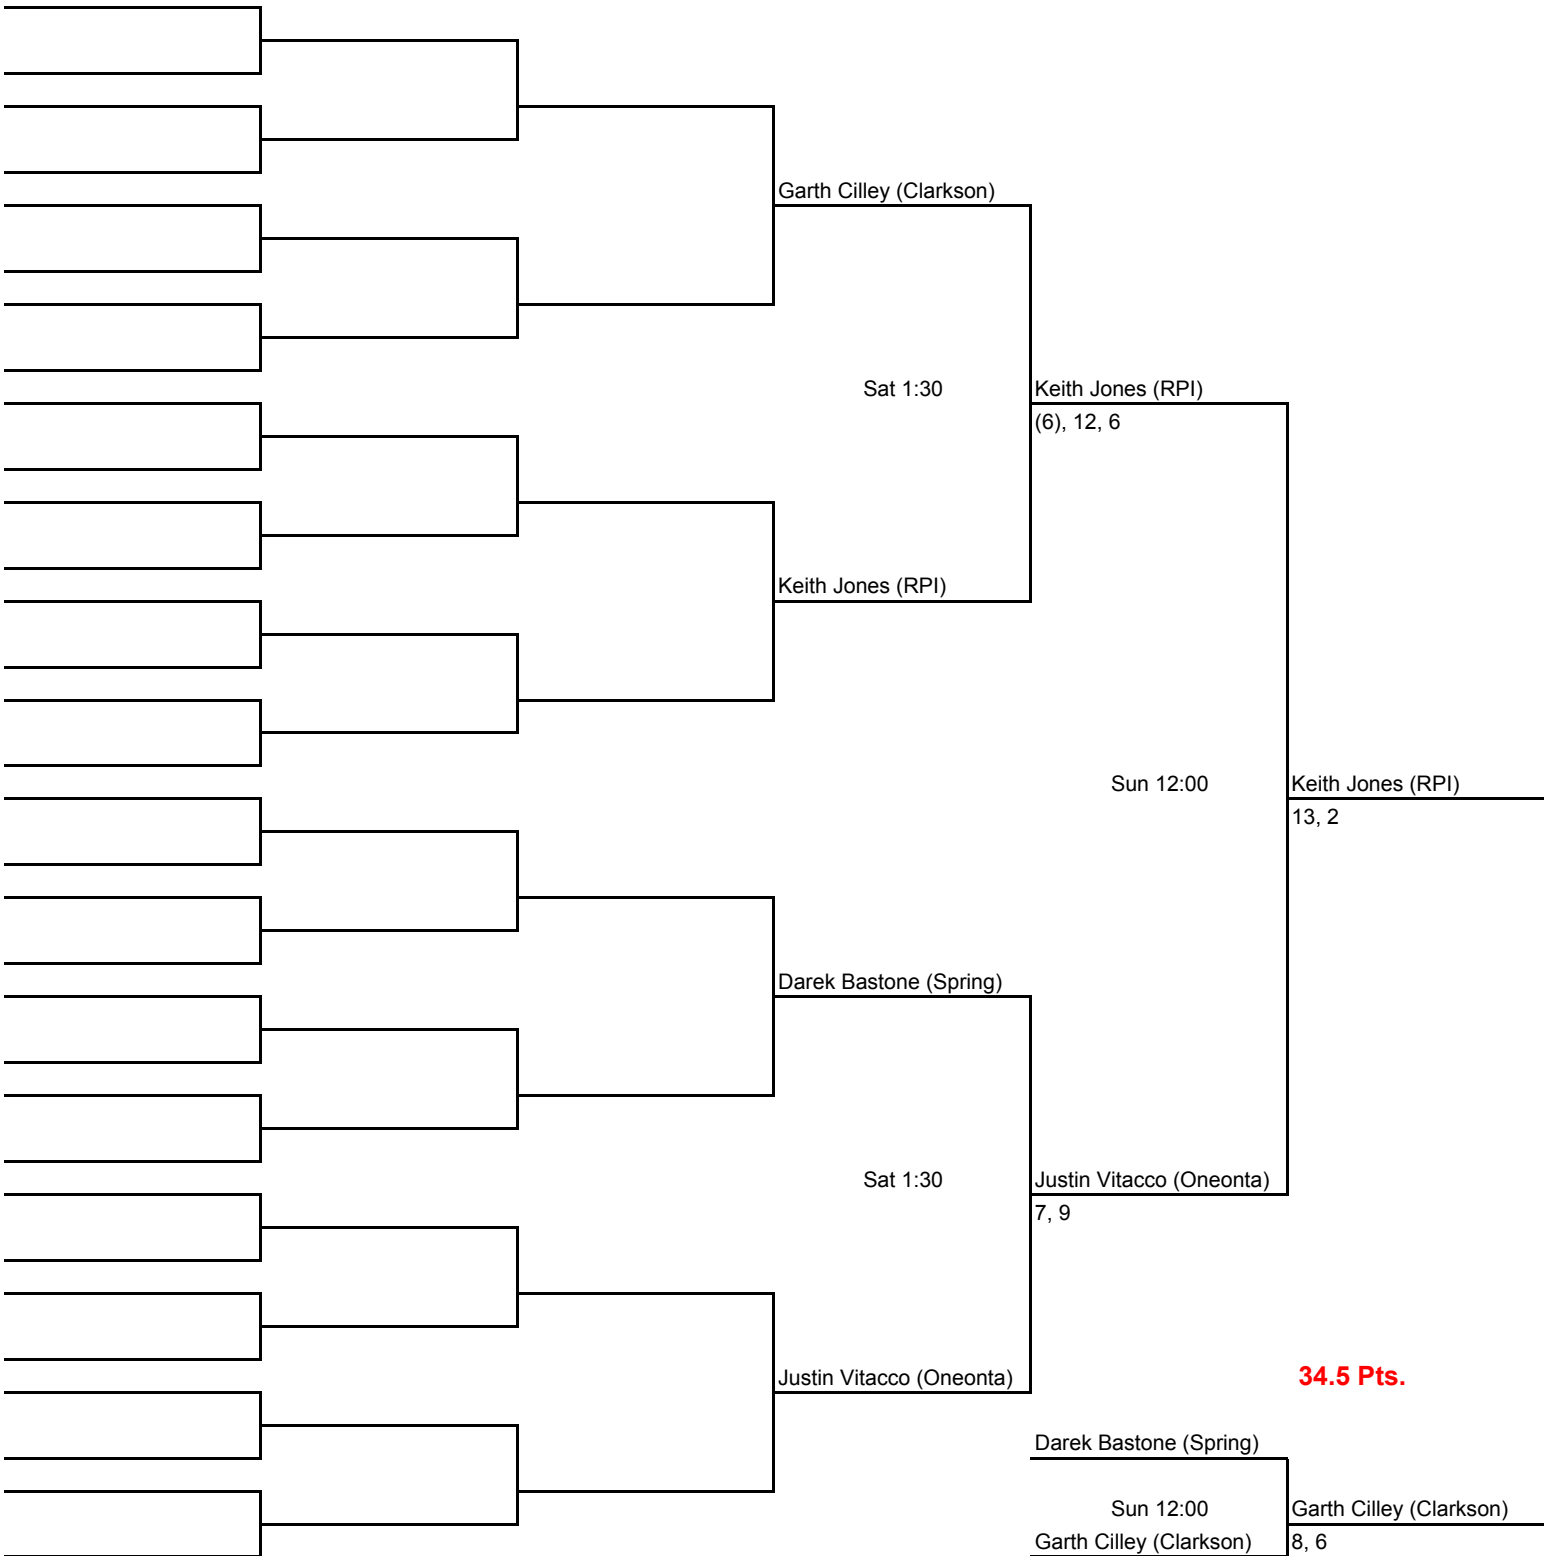 Garth Cilley (Clarkson)
Sat 1:30
Keith Jones (RPI)
(6), 12, 6
Keith Jones (RPI)
Sun 12:00
Keith Jones (RPI)
13, 2
Darek Bastone (Spring)
Sat 1:30
Justin Vitacco (Oneonta)
7, 9
Justin Vitacco (Oneonta)
34.5 Pts.
Darek Bastone (Spring)
Sun 12:00
Garth Cilley (Clarkson)
Garth Cilley (Clarkson)
8, 6